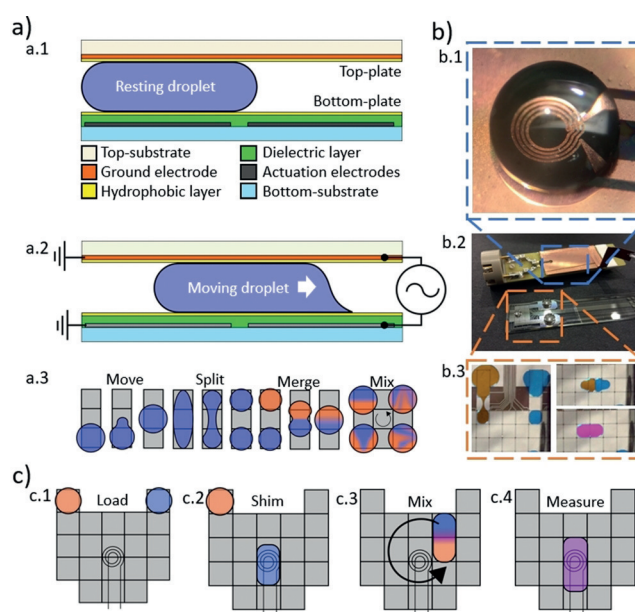 a)
a.1
Resting droplet
Top-plate
Bottom-plate
Top-substrate
Dielectric layer
Ground electrode
Actuation electrodes
Hydrophobic layer
Bottom-substrate
a.2
Moving droplet
a.3
Move
Split
Merge
Mix
b)
b.1
b.2
b.3
c)
c.1
Load
c.2
Shim
c.3
Mix
c.4
Measure